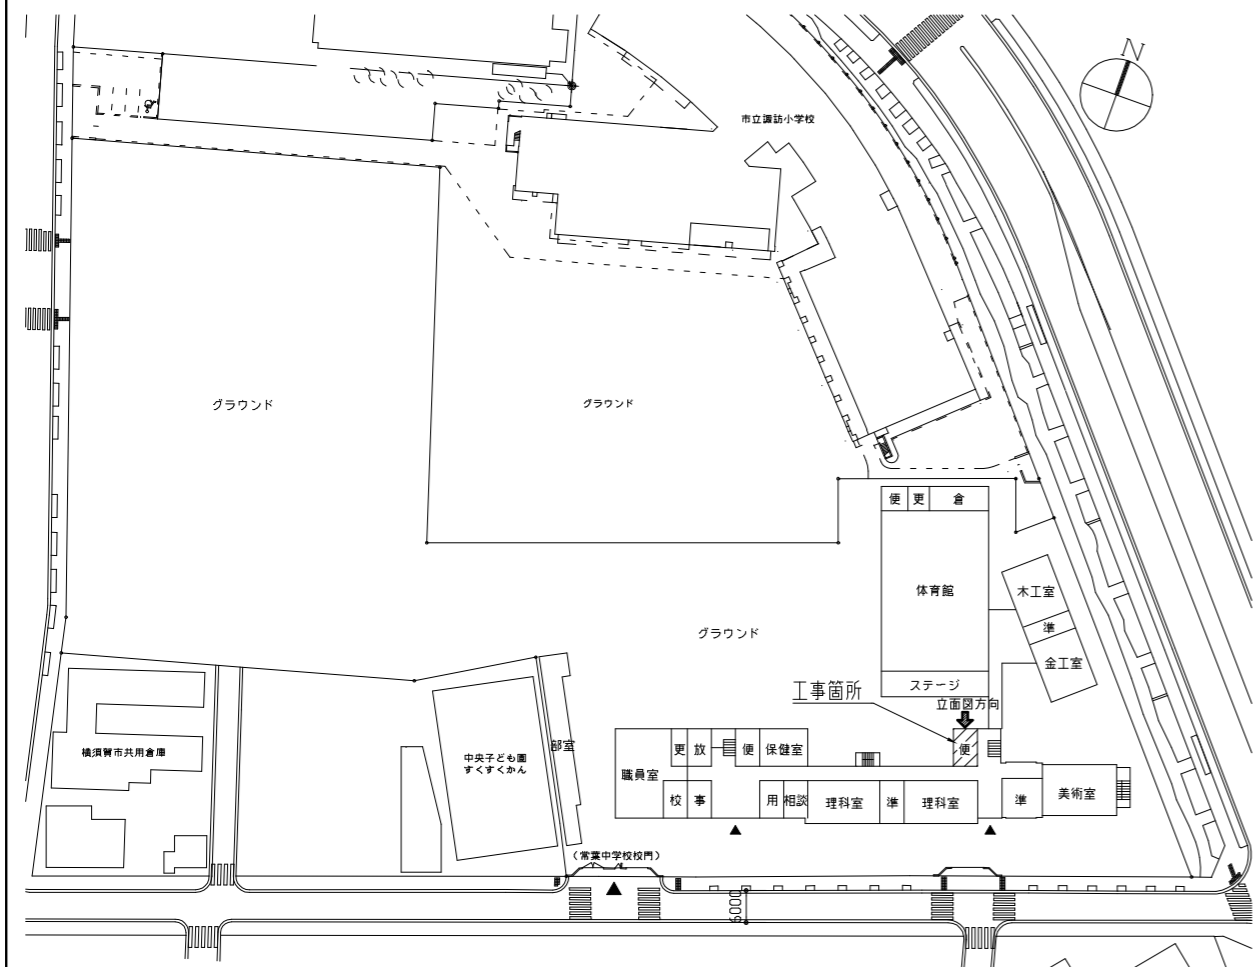 N
市立諏訪小学校
グラウンド
グラウンド
便 更 倉
体育館
木工室
準
金工室
グラウンド
ステージ
工事箇所
立面図方向
横須賀市共用倉庫
中央子ども園
すくすくかん
部室
職員室
更 放 便 保健室
便
校 事 用 相談 理科室 準 理科室 準 美術室
(常葉中学校校門)
6000